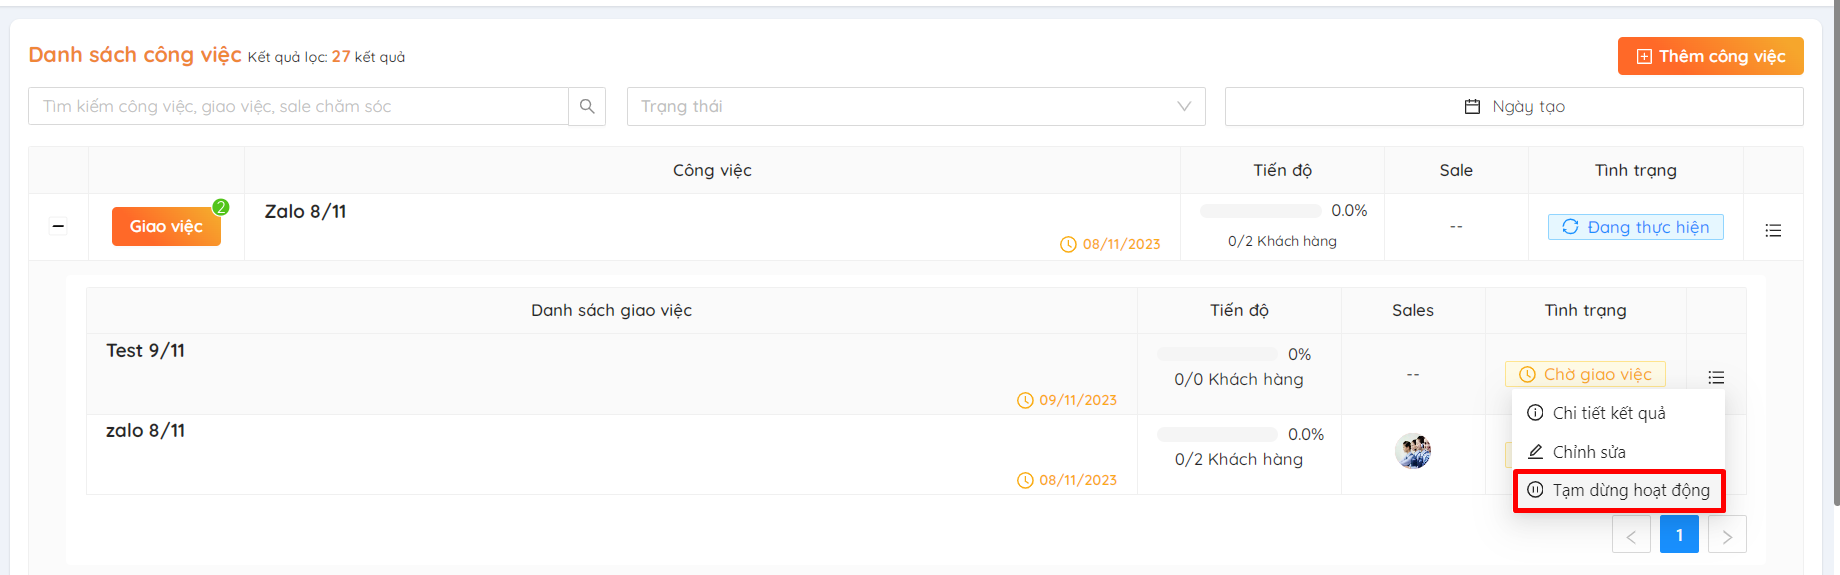 Danh sách công việc Kết quả lọc: 27 kết quả
Thêm công việc
Tìm kiếm công việc, giao việc, sale chăm sóc
Trạng thái
Ngày tạo
Công việc
Tiến độ
Sale
Tình trạng
Giao việc
2
Zalo 8/11
08/11/2023
0.0%
0/2 Khách hàng
--
Đang thực hiện
Danh sách giao việc
Tiến độ
Sales
Tình trạng
Test 9/11
09/11/2023
0%
0/0 Khách hàng
--
Chờ giao việc
zalo 8/11
08/11/2023
0.0%
0/2 Khách hàng
Chi tiết kết quả
Chỉnh sửa
Tạm dừng hoạt động
< 1 >